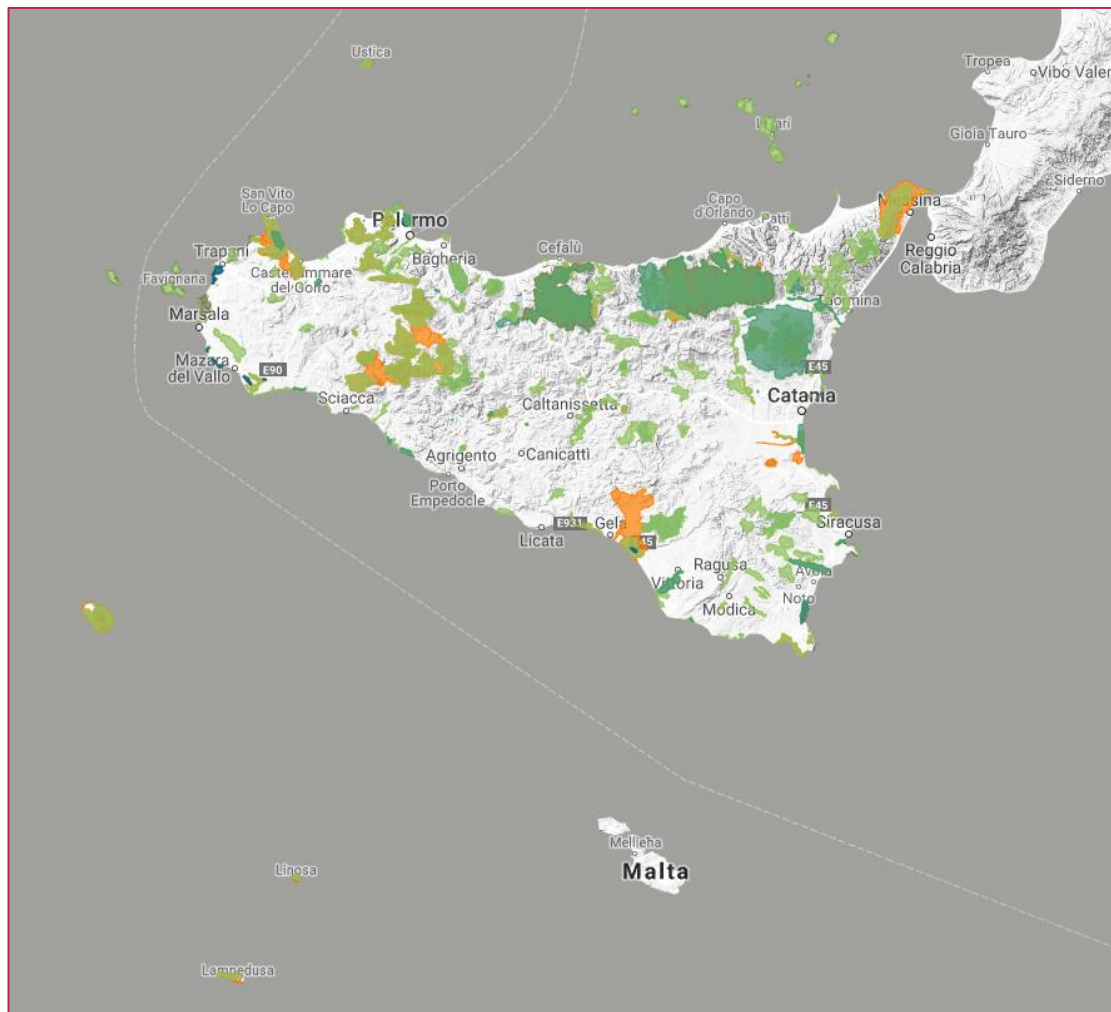 Ustica
Tropea
Vibo Valen
Lipari
Gioia Tauro
Siderno
San Vito
Lo Capo
Messina
Palermo
Capo
d'Orlando
Patti
Reggio
Calabria
Trapani
Cefalù
Bagheria
Favignana
Castellammare
del Golfo
Taormina
Marsala
Mazara
del Vallo
E90
E45
Sicilia
Sciacca
Caltanissetta
Catania
Agrigento
Canicattì
Porto
Empedocle
E45
E931
Gela
Siracusa
Licata
E45
Ragusa
Avola
Vittoria
Noto
Modica
Mellieħa
Malta
Linosa
Lampedusa